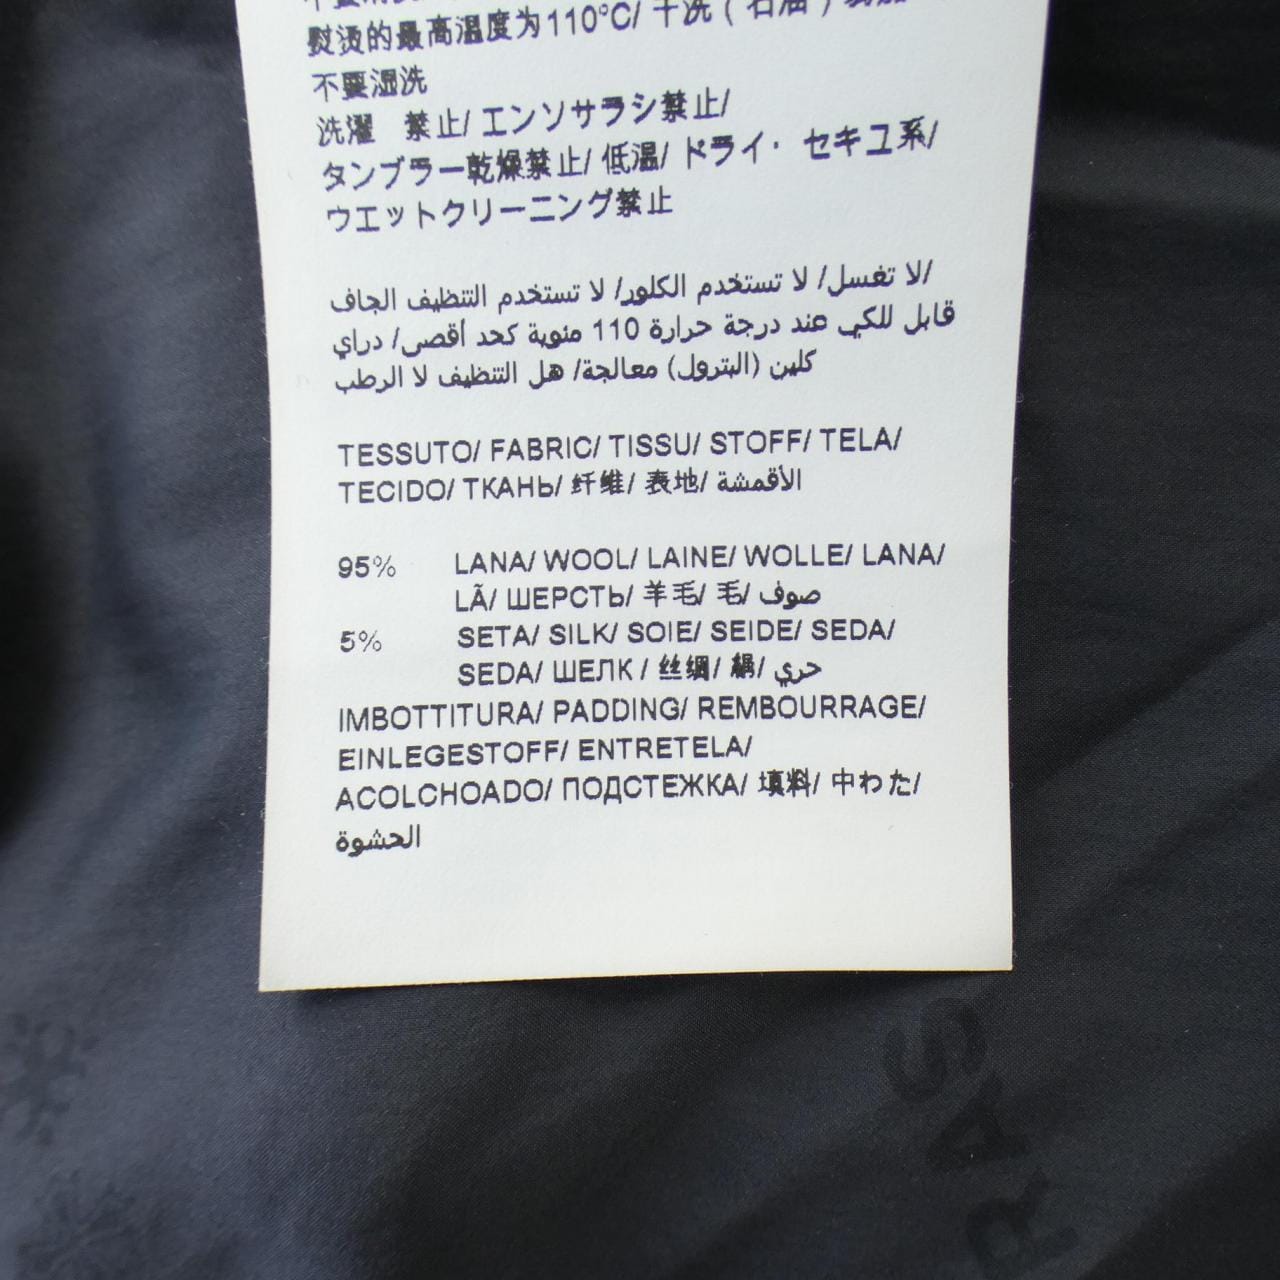 熨烫的最高温度为110°C/ 干洗 ( 石油 )
不要湿洗
洗濯 禁止/ エンソサラシ禁止/
タンブラー乾燥禁止/ 低温/ ドライ・ セキユ系/
ウエットクリーニング禁止
لا تغسل/ لا تستخدم الكلور/ لا تستخدم التنظيف الجاف/
قابل للكي عند درجة حرارة 110 مئوية كحد أقصى/ دراي
كلين (البترول) معالجة/ هل التنظيف لا الرطب
TESSUTO/ FABRIC/ TISSU/ STOFF/ TELA/
TECIDO/ ТКАНЬ/ 纤维/ 表地/ الأقمشة
95% LANA/ WOOL/ LAINE/ WOLLE/ LANA/
LÃ/ ШЕРСТЬ/ 羊毛/ 毛/ صوف
5% SETA/ SILK/ SOIE/ SEIDE/ SEDA/
SEDA/ ШЕЛК / 丝绸/ 絹/ حري
IMBOTTITURA/ PADDING/ REMBOURRAGE/
EINLEGESTOFF/ ENTRETELA/
ACOLCHOADO/ ПОДСТЕЖКА/ 填料/ 中わた/
الحشوة